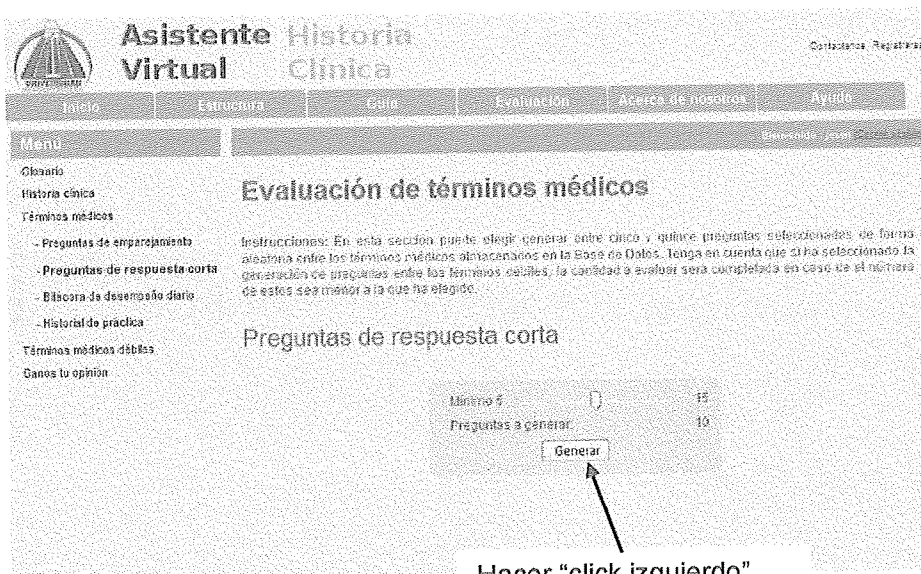 Asistente Historia
Virtual Clínica
Contáctenos Registrarse
Inicio Estructura Guía Evaluación Acerca de nosotros Ayuda
Menú
Bienvenido
Glosario
Historia clínica
Términos médicos
- Preguntas de emparejamiento
- Preguntas de respuesta corta
- Bitácora de desempeño diario
- Historial de práctica
Términos médicos débiles
Danos tu opinión
Evaluación de términos médicos
Instrucciones: En esta sección puede elegir generar entre cinco y quince preguntas seleccionadas de forma
aleatoria entre los términos médicos almacenados en la Base de Datos. Tenga en cuenta que si ha seleccionado la
generación de preguntas entre los términos débiles, la cantidad a evaluar será completada en caso de el número
de estos sea menor a la que ha elegido.
Preguntas de respuesta corta
Mínimo 5 15
Preguntas a generar: 10
Generar
Hacer “click izquierdo”